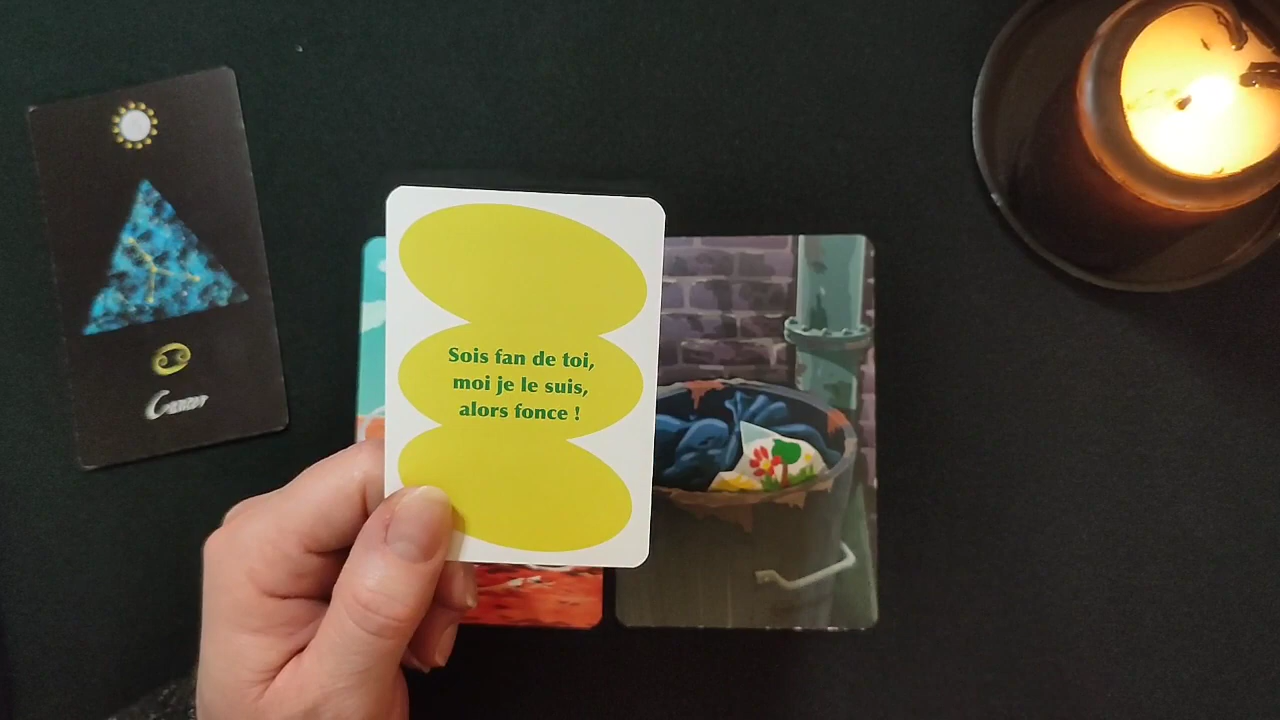 Cancer
Sois fan de toi,
moi je le suis,
alors fonce !